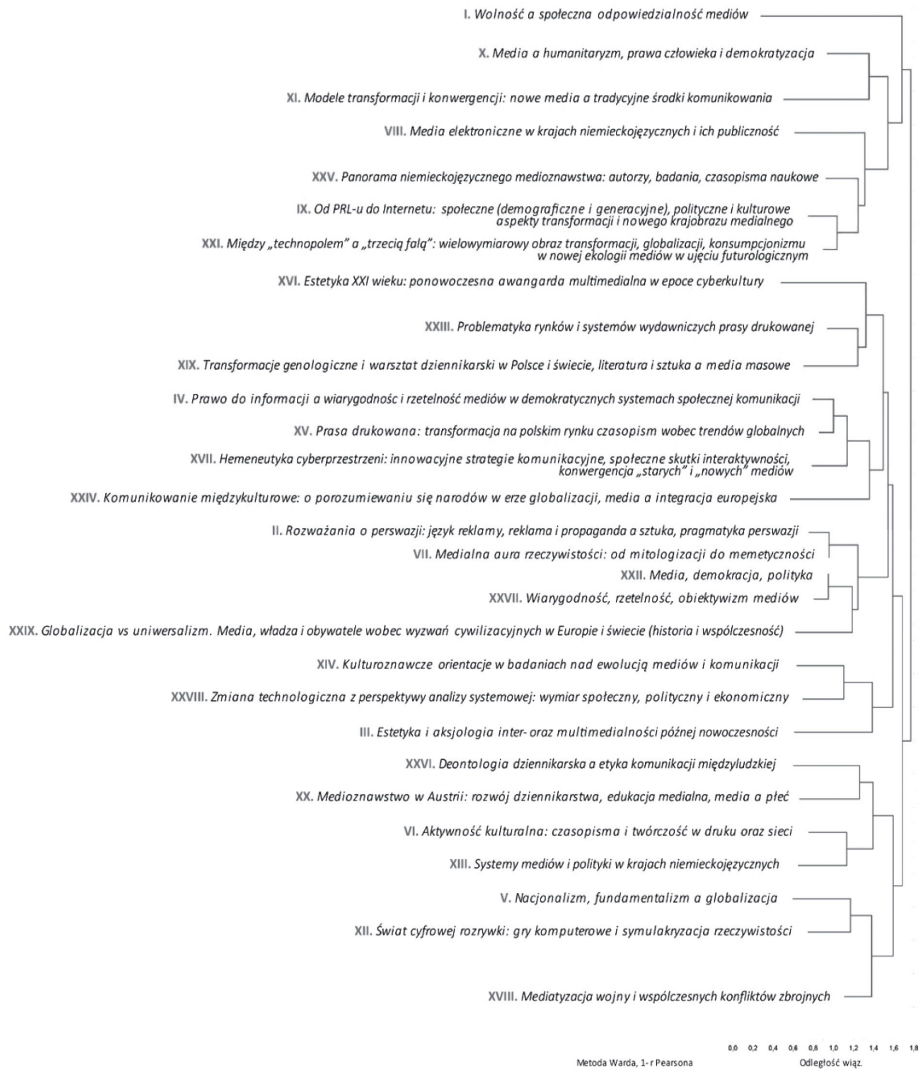 I. Wolność a społeczna odpowiedzialność mediów
X. Media a humanitaryzm, prawa człowieka i demokratyzacja
XI. Modele transformacji i konwergencji: nowe media a tradycyjne środki komunikowania
VIII. Media elektroniczne w krajach niemieckojęzycznych i ich publiczność
XXV. Panorama niemieckojęzycznego medioznawstwa: autorzy, badania, czasopisma naukowe
IX. Od PRL-u do Internetu: społeczne (demograficzne i generacyjne), polityczne i kulturowe
aspekty transformacji i nowego krajobrazu medialnego
XXI. Między „technopolem” a „trzecią falą”: wielowymiarowy obraz transformacji, globalizacji, konsumpcjonizmu
w nowej ekologii mediów w ujęciu futurologicznym
XVI. Estetyka XXI wieku: ponowoczesna awangarda multimedialna w epoce cyberkultury
XXIII. Problematyka rynków i systemów wydawniczych prasy drukowanej
XIX. Transformacje genologiczne i warsztat dziennikarski w Polsce i świecie, literatura i sztuka a media masowe
IV. Prawo do informacji a wiarygodnośc i rzetelność mediów w demokratycznych systemach społecznej komunikacji
XV. Prasa drukowana: transformacja na polskim rynku czasopism wobec trendów globalnych
XVII. Hemeneutyka cyberprzestrzeni: innowacyjne strategie komunikacyjne, społeczne skutki interaktywności,
konwergencja „starych” i „nowych” mediów
XXIV. Komunikowanie międzykulturowe: o porozumiewaniu się narodów w erze globalizacji, media a integracja europejska
II. Rozważania o perswazji: język reklamy, reklama i propaganda a sztuka, pragmatyka perswazji
VII. Medialna aura rzeczywistości: od mitologizacji do memetyczności
XXII. Media, demokracja, polityka
XXVII. Wiarygodność, rzetelność, obiektywizm mediów
XXIX. Globalizacja vs uniwersalizm. Media, władza i obywatele wobec wyzwań cywilizacyjnych w Europie i świecie (historia i wspólczesność)
XIV. Kulturoznawcze orientacje w badaniach nad ewolucją mediów i komunikacji
XXVIII. Zmiana technologiczna z perspektywy analizy systemowej: wymiar społeczny, polityczny i ekonomiczny
III. Estetyka i aksjologia inter- oraz multimedialności późnej nowoczesności
XXVI. Deontologia dziennikarska a etyka komunikacji międzyludzkiej
XX. Medioznawstwo w Austrii: rozwój dziennikarstwa, edukacja medialna, media a płeć
VI. Aktywność kulturalna: czasopisma i twórczość w druku oraz sieci
XIII. Systemy mediów i polityki w krajach niemieckojęzycznych
V. Nacjonalizm, fundamentalizm a globalizacja
XII. Świat cyfrowej rozrywki: gry komputerowe i symulakryzacja rzeczywistości
XVIII. Mediatyzacja wojny i wspólczesnych konfliktów zbrojnych
0,0 0,2 0,4 0,6 0,8 1,0 1,2 1,4 1,6 1,8
Metoda Warda, 1- r Pearsona Odległość wiąz.